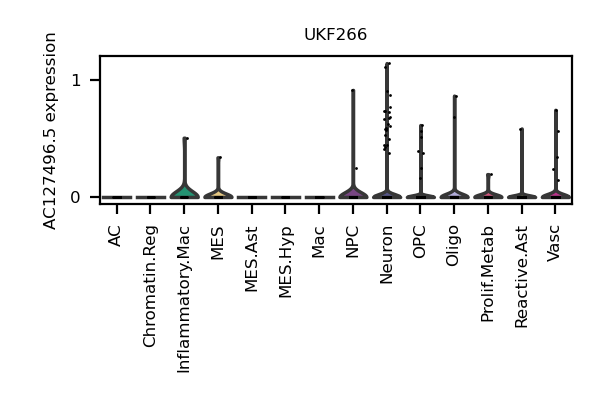 UKF266
AC127496.5 expression
1
0
AC
Chromatin.Reg
Inflammatory.Mac
MES
MES.Ast
MES.Hyp
Mac
NPC
Neuron
OPC
Oligo
Prolif.Metab
Reactive.Ast
Vasc